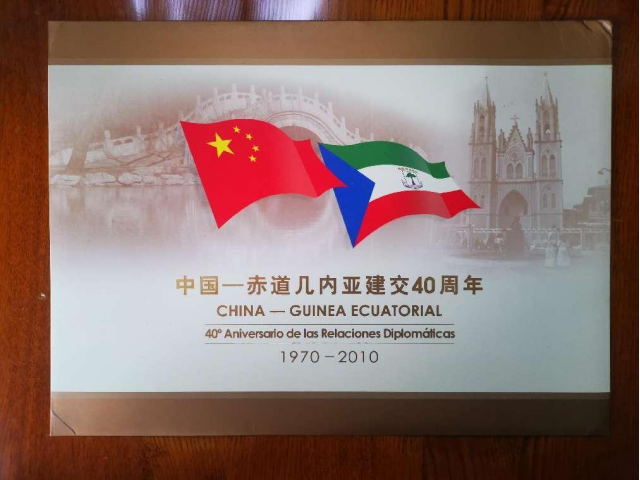 中国—赤道几内亚建交40周年
CHINA — GUINEA ECUATORIAL
40º Aniversario de las Relaciones Diplomáticas
1970 – 2010